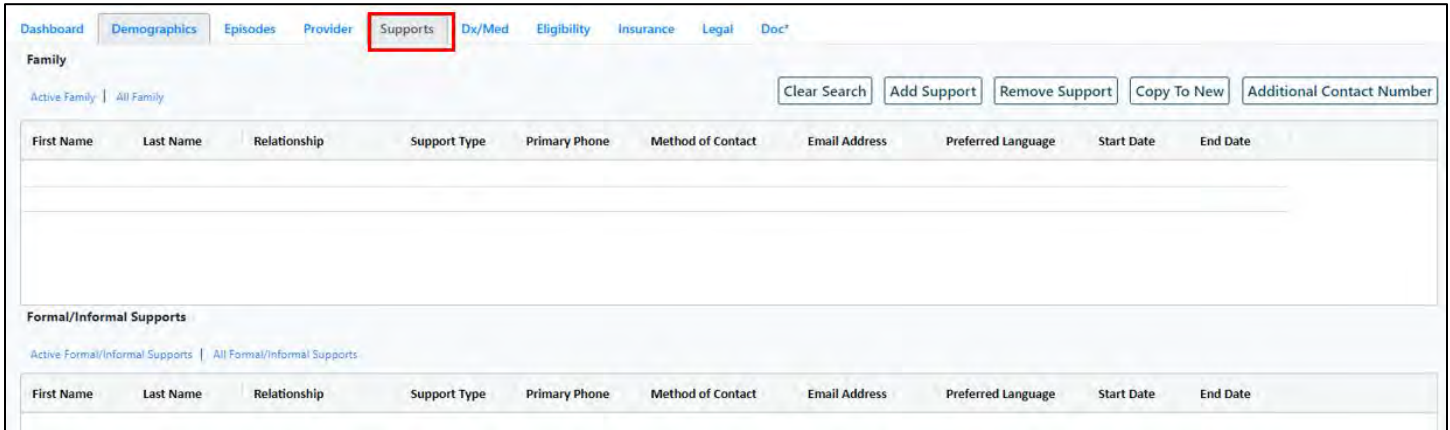 Dashboard Demographics Episodes Provider Supports Dx/Med Eligibility Insurance Legal Doc*
Family
Active Family | All Family Clear Search Add Support Remove Support Copy To New Additional Contact Number
First Name Last Name Relationship Support Type Primary Phone Method of Contact Email Address Preferred Language Start Date End Date
Formal/Informal Supports
Active Formal/Informal Supports | All Formal/Informal Supports
First Name Last Name Relationship Support Type Primary Phone Method of Contact Email Address Preferred Language Start Date End Date